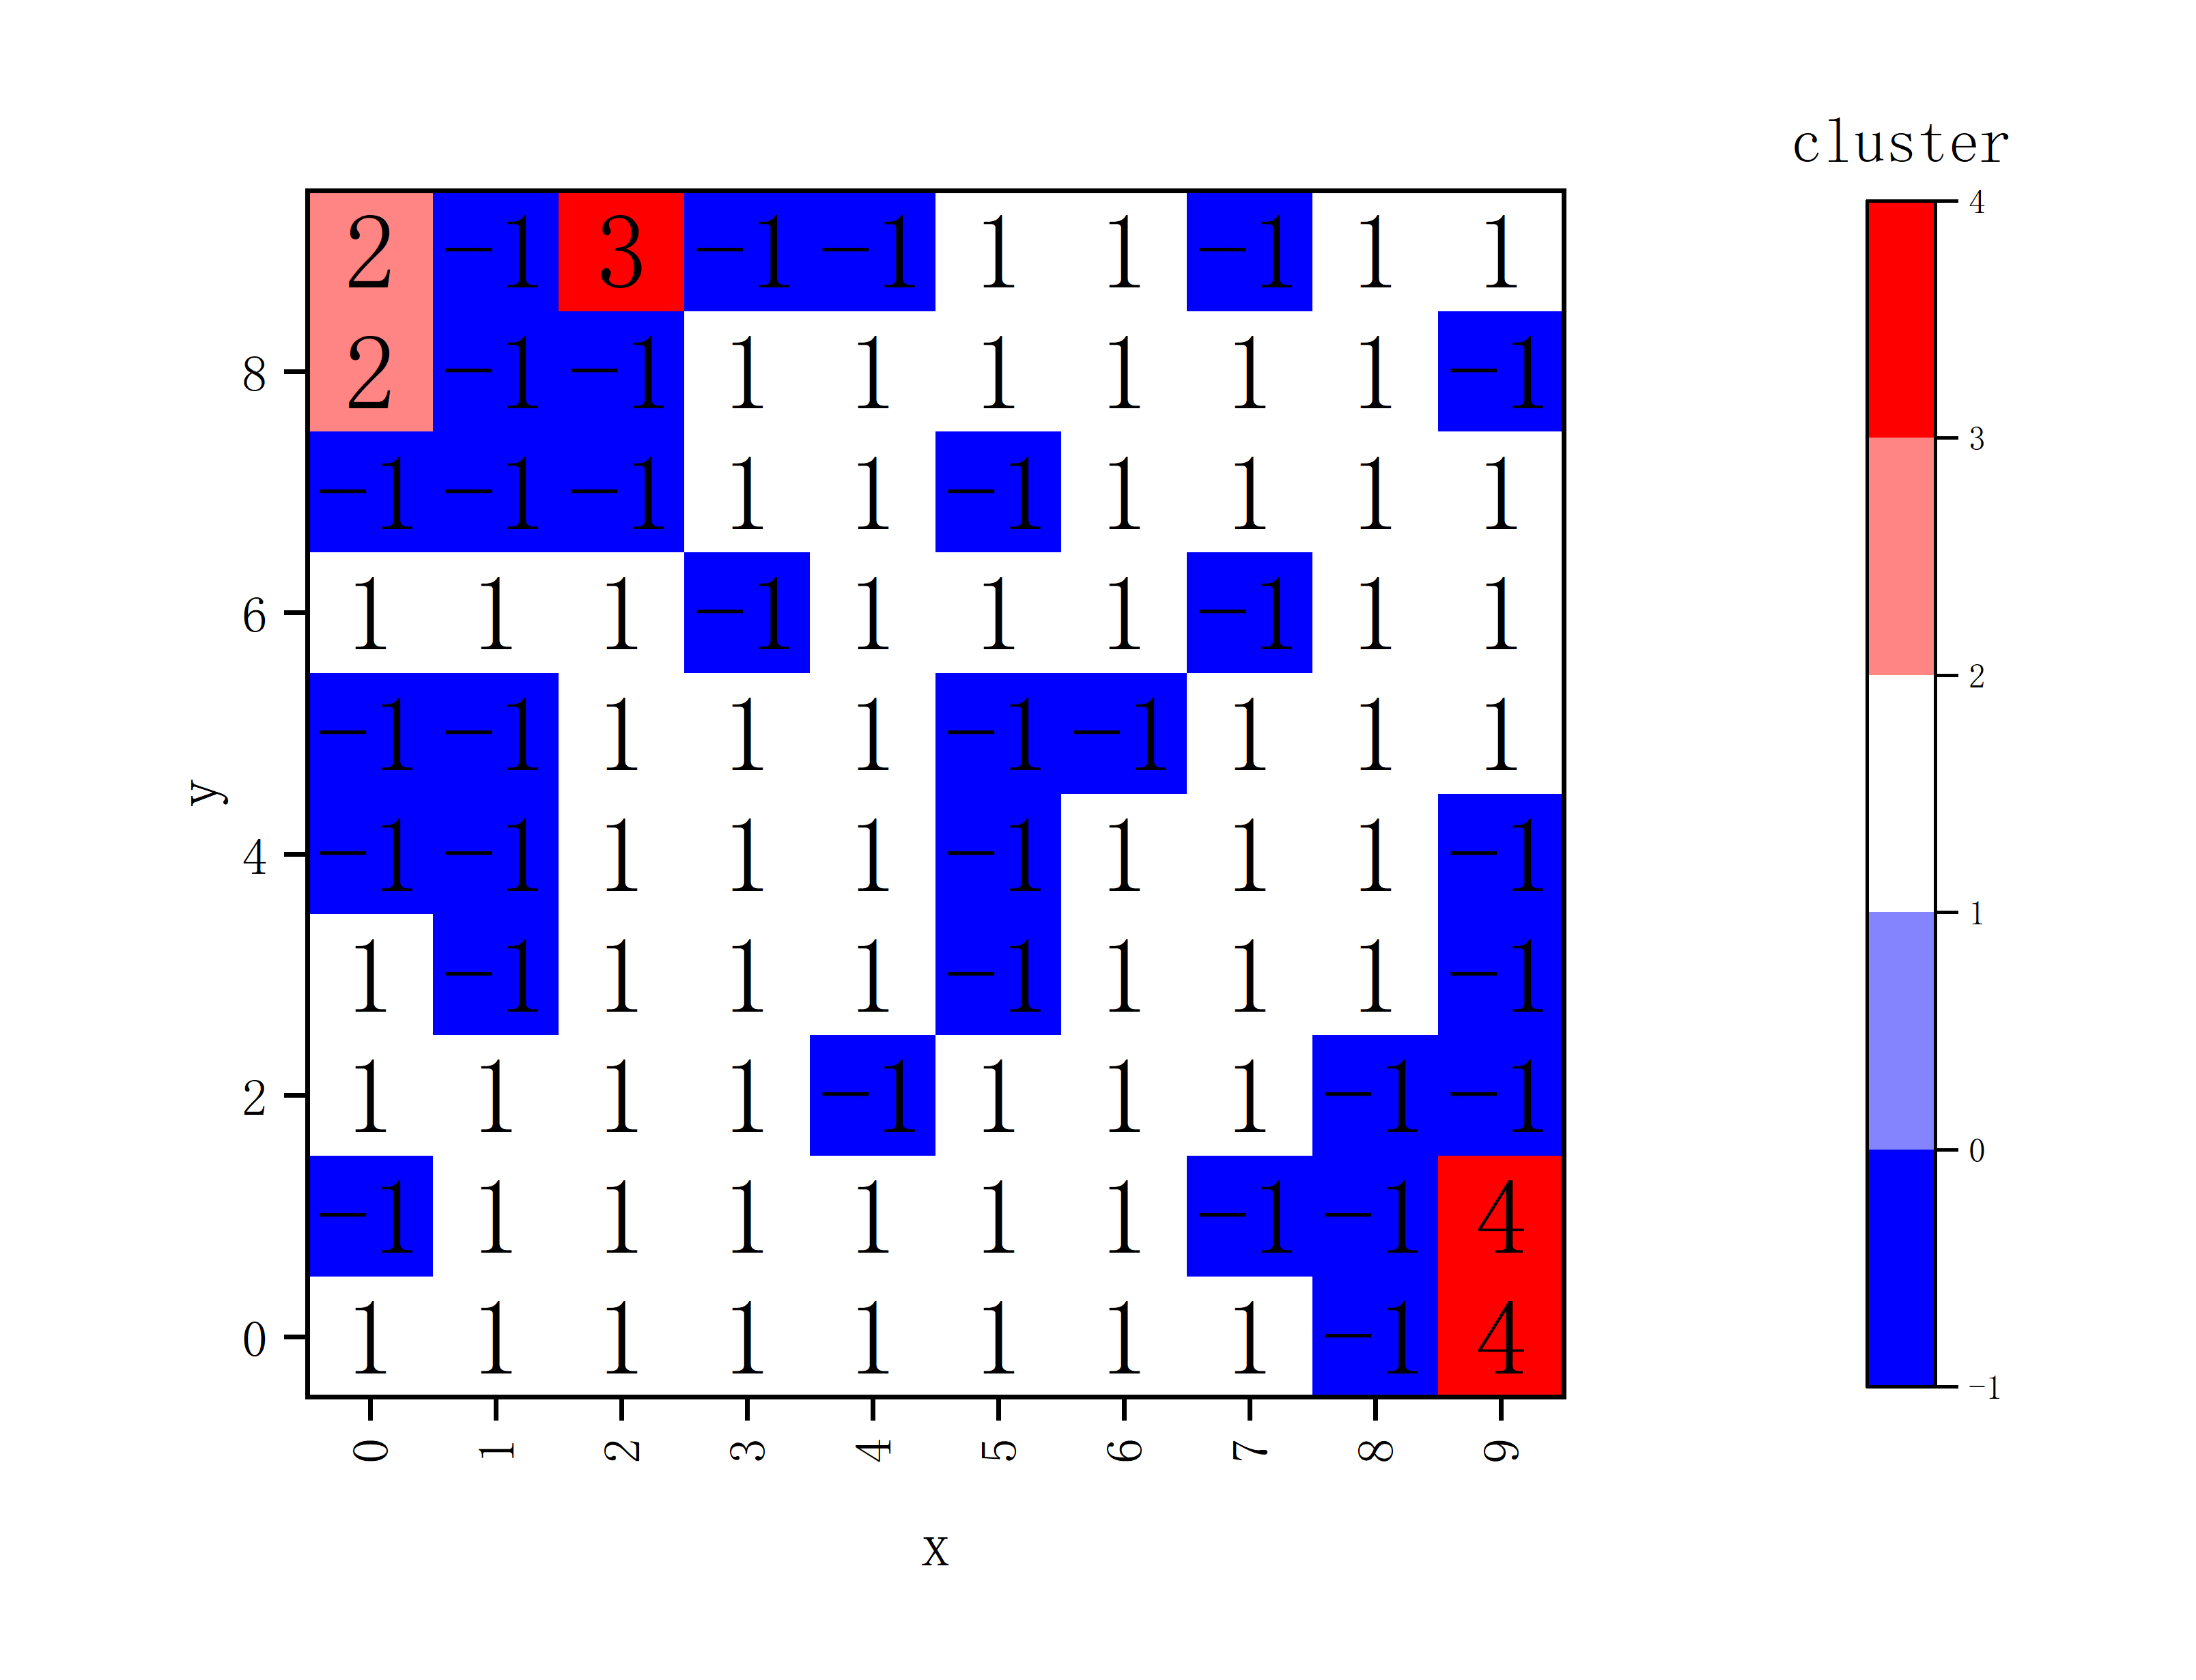 cluster
4
2 -1 3 -1 -1 1 1 -1 1 1
8 2 -1 -1 1 1 1 1 1 1 -1
3
-1 -1 -1 1 1 -1 1 1 1 1
6 1 1 1 -1 1 1 1 -1 1 1
2
-1 -1 1 1 1 -1 -1 1 1 1
y
4 -1 -1 1 1 1 -1 1 1 1 -1
1
1 -1 1 1 1 -1 1 1 1 -1
2 1 1 1 1 -1 1 1 1 -1 -1
0
-1 1 1 1 1 1 1 -1 -1 4
0 1 1 1 1 1 1 1 1 -1 4
-1
0 1 2 3 4 5 6 7 8 9
x